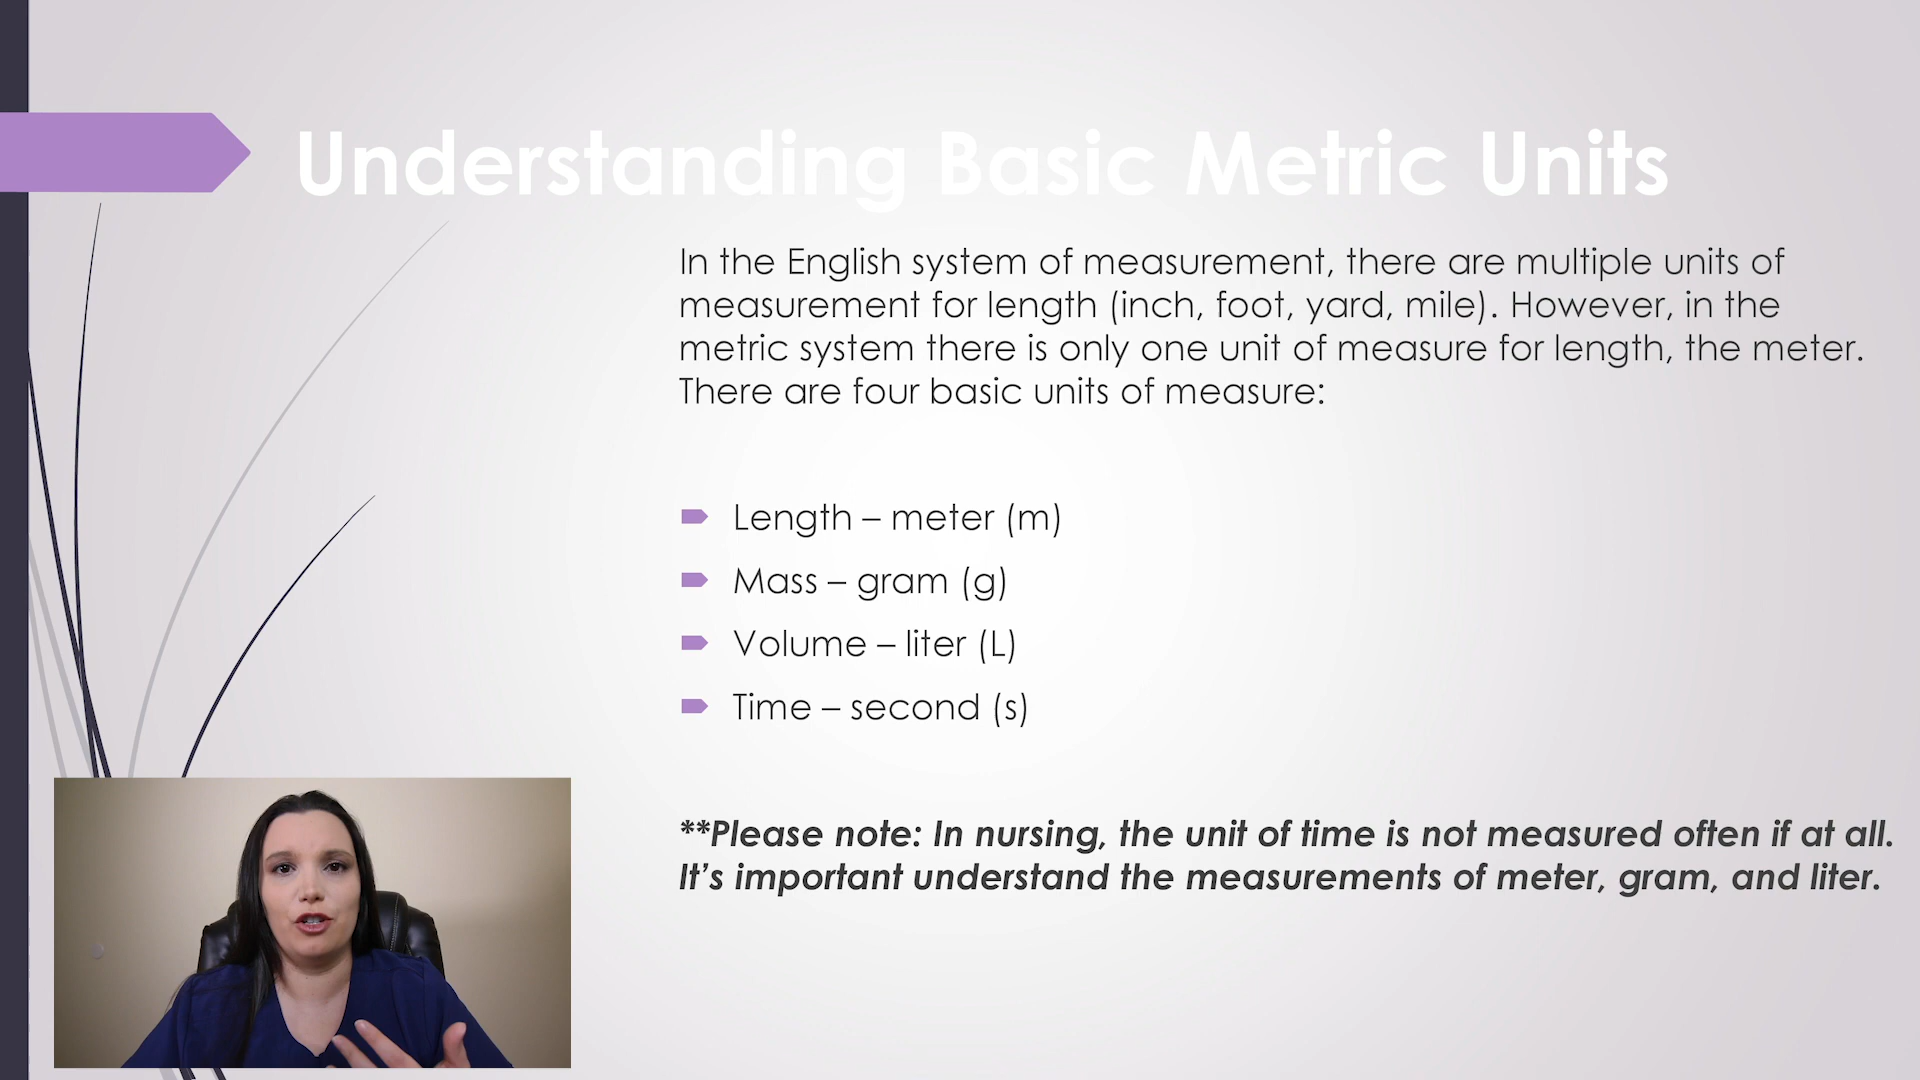 Understanding Basic Metric Units
In the English system of measurement, there are multiple units of
measurement for length (inch, foot, yard, mile). However, in the
metric system there is only one unit of measure for length, the meter.
There are four basic units of measure:
Length – meter (m)
Mass – gram (g)
Volume – liter (L)
Time – second (s)
**Please note: In nursing, the unit of time is not measured often if at all.
It’s important understand the measurements of meter, gram, and liter.